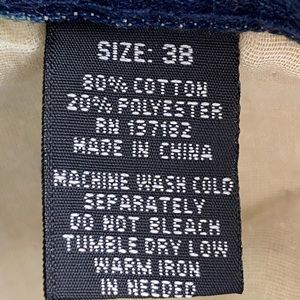 SIZE: 38
80% COTTON
20% POLYESTER
RN 137182
MADE IN CHINA
MACHINE WASH COLD
SEPARATELY
DO NOT BLEACH
TUMBLE DRY LOW
WARM IRON
IN NEEDED